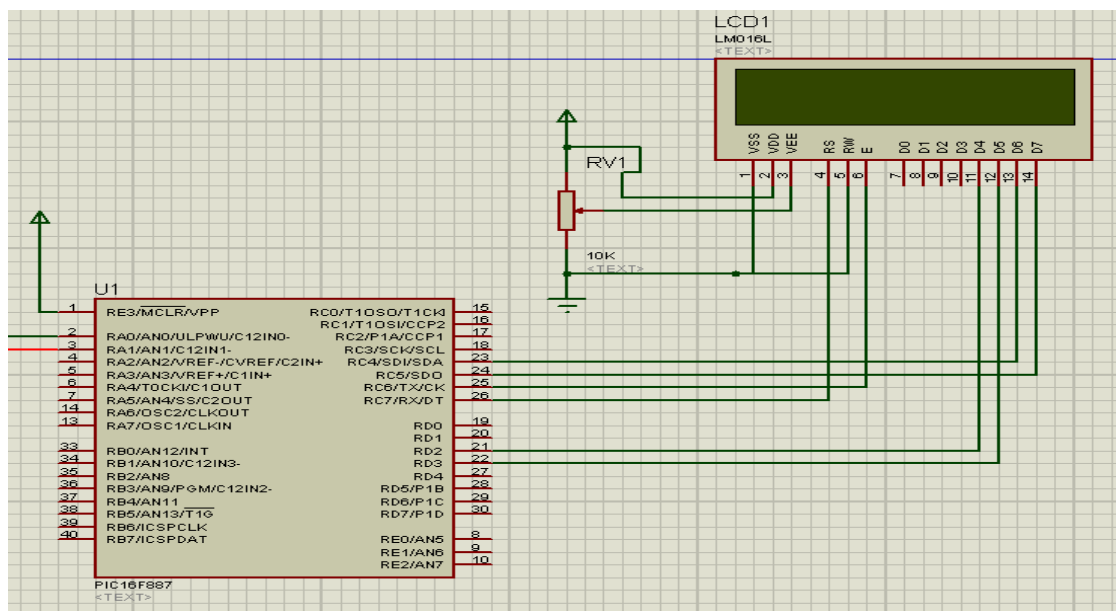 LCD1
LM016L
<TEXT>
VSS
VDD
VEE
RS
RW
E
D0
D1
D2
D3
D4
D5
D6
D7
1
2
3
4
5
6
7
8
9
10
11
12
13
14
RV1
10K
<TEXT>
U1
1 RE3/MCLR/VPP RC0/T1OSO/T1CKI 15
RC1/T1OSI/CCP2 16
2 RA0/AN0/ULPWU/C12IN0- RC2/P1A/CCP1 17
3 RA1/AN1/C12IN1- RC3/SCK/SCL 18
4 RA2/AN2/VREF-/CVREF/C2IN+ RC4/SDI/SDA 23
5 RA3/AN3/VREF+/C1IN+ RC5/SDO 24
6 RA4/T0CKI/C1OUT RC6/TX/CK 25
7 RA5/AN4/SS/C2OUT RC7/RX/DT 26
14 RA6/OSC2/CLKOUT
13 RA7/OSC1/CLKIN RD0 19
RD1 20
33 RB0/AN12/INT RD2 21
34 RB1/AN10/C12IN3- RD3 22
35 RB2/AN8 RD4 27
36 RB3/AN9/PGM/C12IN2- RD5/P1B 28
37 RB4/AN11 RD6/P1C 29
38 RB5/AN13/T1G RD7/P1D 30
39 RB6/ICSPCLK
40 RB7/ICSPDAT RE0/AN5 8
RE1/AN6 9
RE2/AN7 10
PIC16F887
<TEXT>